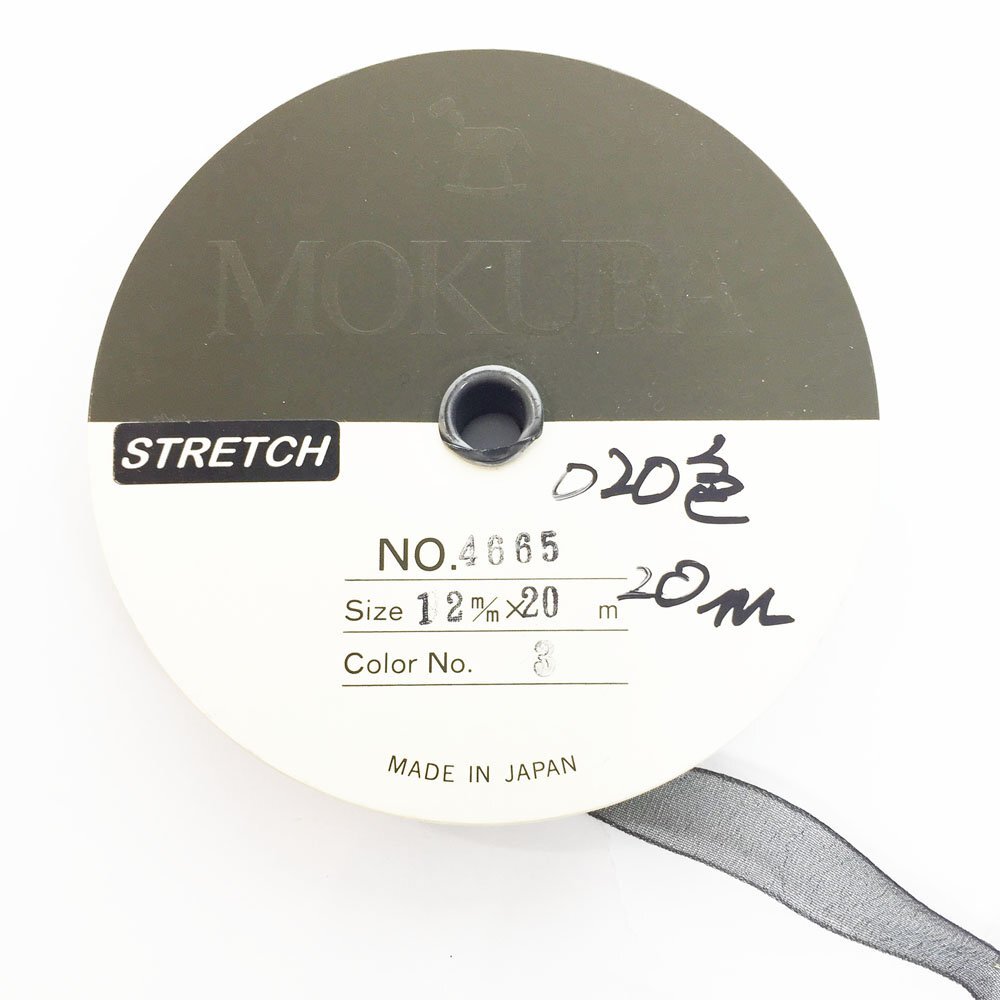 MOKUBA
STRETCH
020色
NO.4665
Size 12 m/m×20 m
20m
Color No. 3
MADE IN JAPAN